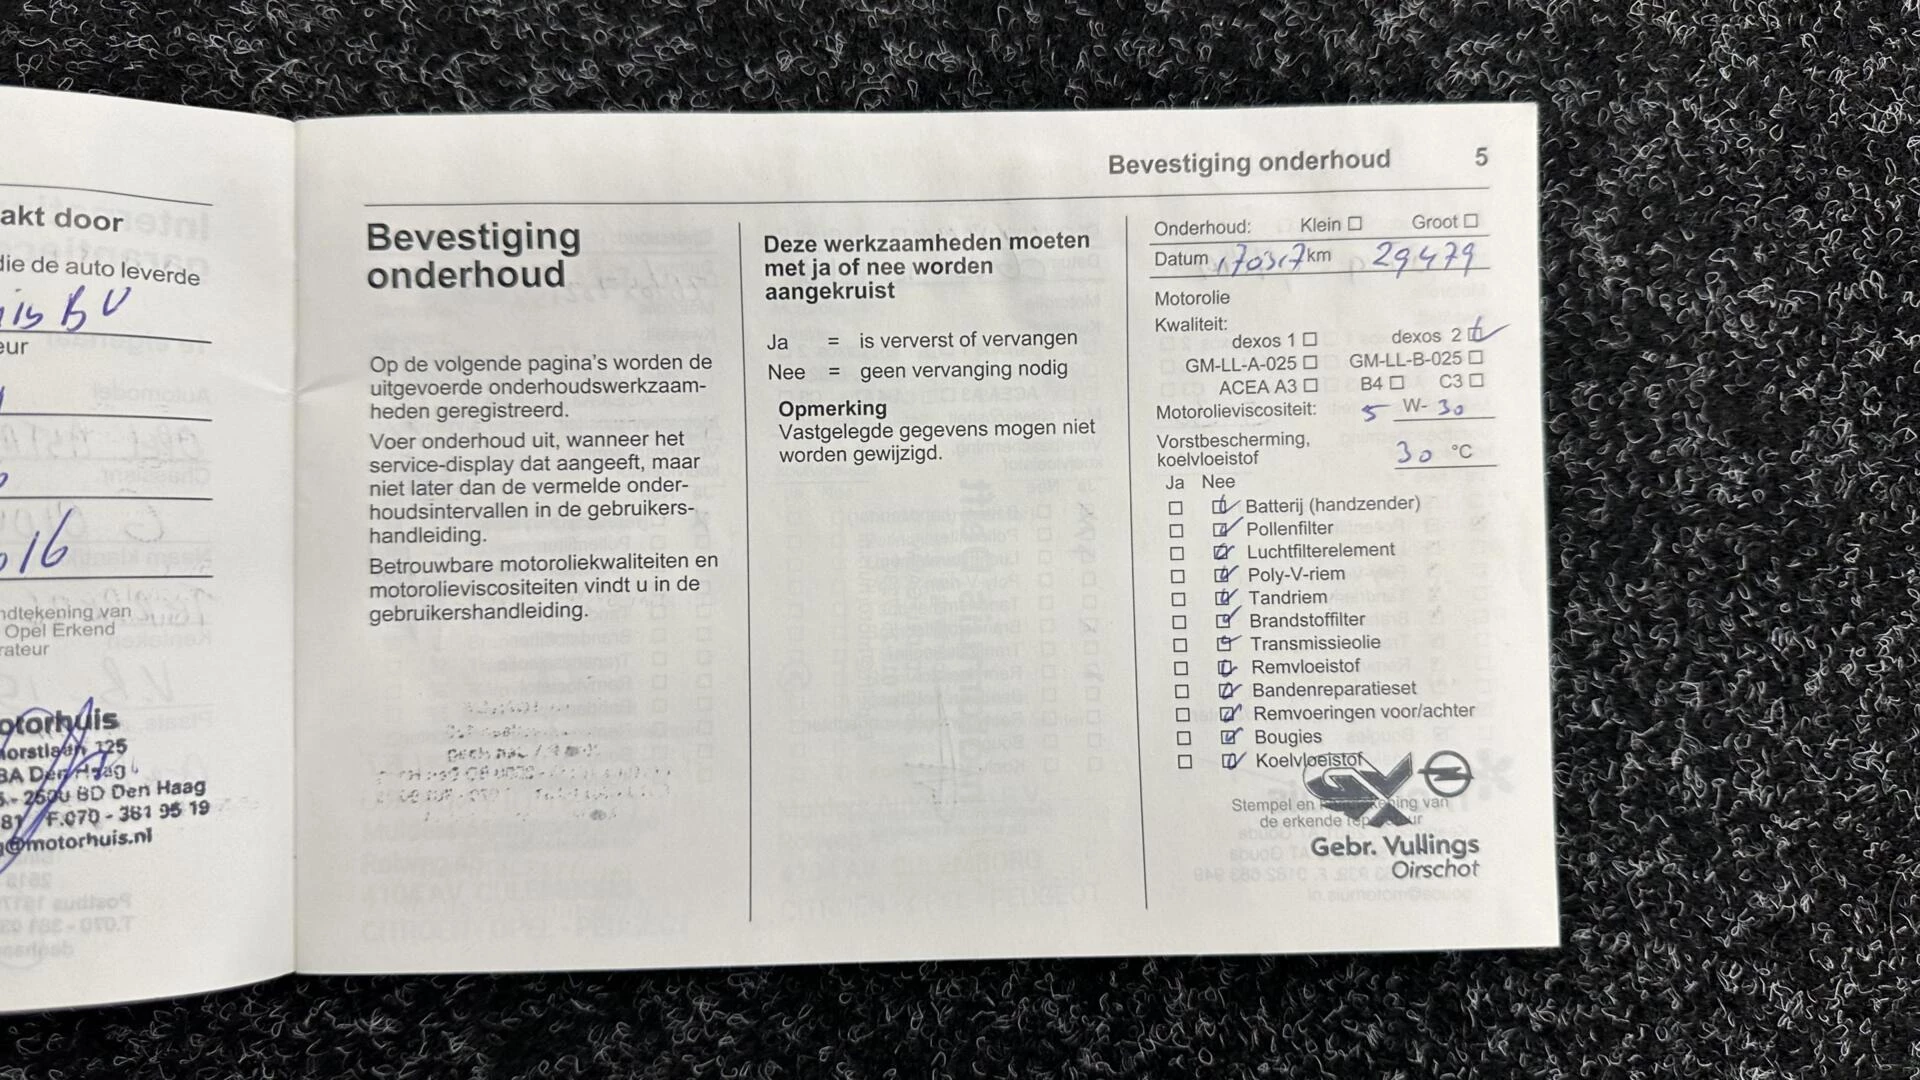 akt door
die de auto leverde
is B V
eur
016
ndtekening van
Opel Erkend
rateur
otorhuis
125
BA Den Haag
2500 BD Den Haag
81 F.070 - 381 95 19
@motorhuis.nl
Bevestiging onderhoud 5
Bevestiging
onderhoud
Op de volgende pagina's worden de
uitgevoerde onderhoudswerkzaam-
heden geregistreerd.
Voer onderhoud uit, wanneer het
service-display dat aangeeft, maar
niet later dan de vermelde onder-
houdsintervallen in de gebruikers-
handleiding.
Betrouwbare motoroliekwaliteiten en
motorolieviscositeiten vindt u in de
gebruikershandleiding.
Deze werkzaamheden moeten
met ja of nee worden
aangekruist
Ja = is ververst of vervangen
Nee = geen vervanging nodig
Opmerking
Vastgelegde gegevens mogen niet
worden gewijzigd.
Onderhoud: Klein Groot
Datum km 29479
Motorolie
Kwaliteit:
dexos 1 dexos 2
GM-LL-A-025 GM-LL-B-025
ACEA A3 B4 C3
Motorolieviscositeit: 5 W- 30
Vorstbescherming,
koelvloeistof 30 °C
Ja Nee
Batterij (handzender)
Pollenfilter
Luchtfilterelement
Poly-V-riem
Tandriem
Brandstoffilter
Transmissieolie
Remvloeistof
Bandenreparatieset
Remvoeringen voor/achter
Bougies
Koelvloeistof
Stempel en van
de erkende
Gebr. Vullings
Oirschot